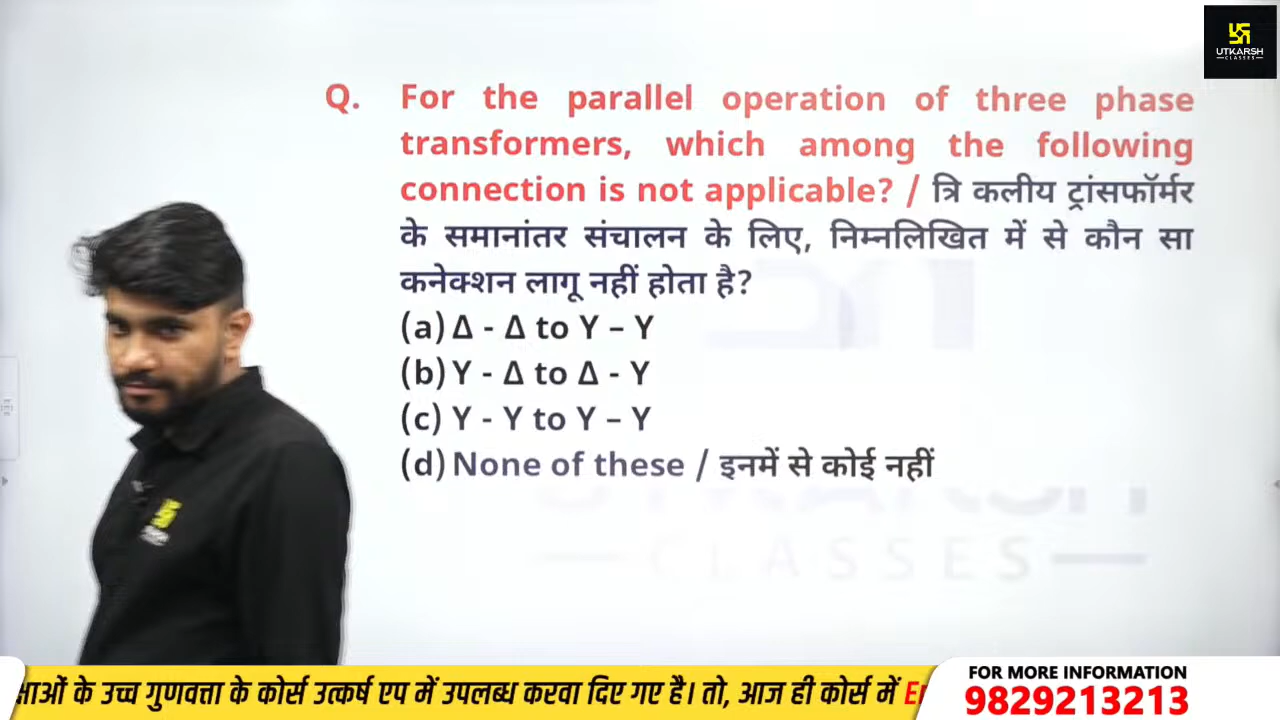 UTKARSH
CLASSES
Q. For the parallel operation of three phase
transformers, which among the following
connection is not applicable? / त्रि कलीय ट्रांसफॉर्मर
के समानांतर संचालन के लिए, निम्नलिखित में से कौन सा
कनेक्शन लागू नहीं होता है?
(a) Δ - Δ to Y – Y
(b) Y - Δ to Δ - Y
(c) Y - Y to Y – Y
(d) None of these / इनमें से कोई नहीं
CLASSES
के उच्च गुणवत्ता के कोर्स उत्कर्ष एप में उपलब्ध करवा दिए गए है। तो, आज ही कोर्स में
FOR MORE INFORMATION
9829213213